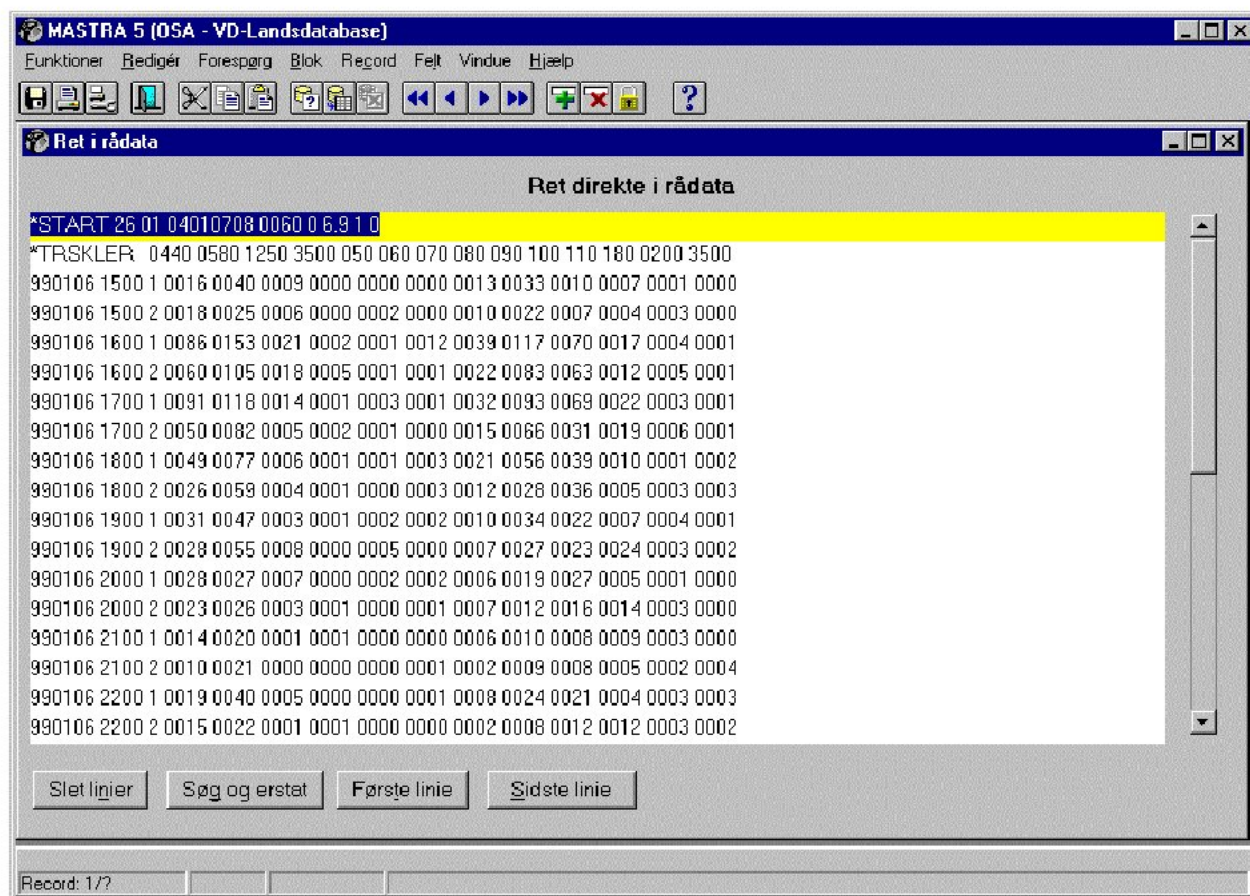 MASTRA 5 (OSA - VD-Landsdatabase)
Funktioner Redigér Forespørg Blok Record Felt Vindue Hjælp
Ret i rådata
Ret direkte i rådata
*START 26 01 04010708 0060 0 6.9 1 0
*TRSKLER 0440 0580 1250 3500 050 060 070 080 090 100 110 180 0200 3500
990106 1500 1 0016 0040 0009 0000 0000 0000 0013 0033 0010 0007 0001 0000
990106 1500 2 0018 0025 0006 0000 0002 0000 0010 0022 0007 0004 0003 0000
990106 1600 1 0086 0153 0021 0002 0001 0012 0039 0117 0070 0017 0004 0001
990106 1600 2 0060 0105 0018 0005 0001 0001 0022 0083 0063 0012 0005 0001
990106 1700 1 0091 0118 0014 0001 0003 0001 0032 0093 0069 0022 0003 0001
990106 1700 2 0050 0082 0005 0002 0001 0000 0015 0066 0031 0019 0006 0001
990106 1800 1 0049 0077 0006 0001 0001 0003 0021 0056 0039 0010 0001 0002
990106 1800 2 0026 0059 0004 0001 0000 0003 0012 0028 0036 0005 0003 0003
990106 1900 1 0031 0047 0003 0001 0002 0002 0010 0034 0022 0007 0004 0001
990106 1900 2 0028 0055 0008 0000 0005 0000 0007 0027 0023 0024 0003 0002
990106 2000 1 0028 0027 0007 0000 0002 0002 0006 0019 0027 0005 0001 0000
990106 2000 2 0023 0026 0003 0001 0000 0001 0007 0012 0016 0014 0003 0000
990106 2100 1 0014 0020 0001 0001 0000 0000 0006 0010 0008 0009 0003 0000
990106 2100 2 0010 0021 0000 0000 0000 0001 0002 0009 0008 0005 0002 0004
990106 2200 1 0019 0040 0005 0000 0000 0001 0008 0024 0021 0004 0003 0003
990106 2200 2 0015 0022 0001 0001 0000 0000 0002 0008 0012 0012 0003 0002
Slet linier Søg og erstat Første linie Sidste linie
Record: 1/?